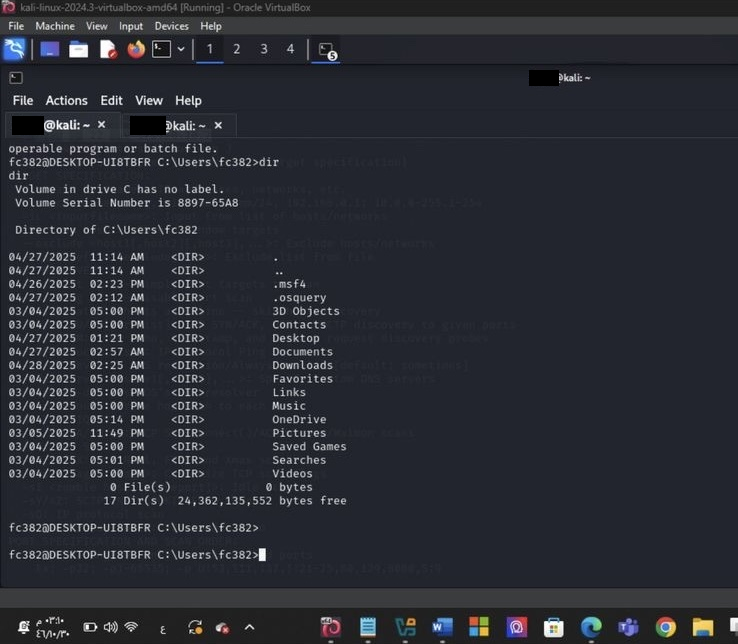 kali-linux-2024.3-virtualbox-amd64 [Running] - Oracle VirtualBox
File Machine View Input Devices Help
1 2 3 4 5
@kali: ~
File Actions Edit View Help
@kali: ~ × @kali: ~ ×
operable program or batch file.
fc382@DESKTOP-UI8TBFR C:\Users\fc382>dir
dir
Volume in drive C has no label.
Volume Serial Number is 8897-65A8
Directory of C:\Users\fc382
04/27/2025 11:14 AM <DIR> .
04/27/2025 11:14 AM <DIR> ..
04/26/2025 02:23 PM <DIR> .msf4
04/27/2025 02:12 AM <DIR> .osquery
03/04/2025 05:00 PM <DIR> 3D Objects
03/04/2025 05:00 PM <DIR> Contacts
04/27/2025 01:21 PM <DIR> Desktop
04/27/2025 02:57 AM <DIR> Documents
04/28/2025 02:25 AM <DIR> Downloads
03/04/2025 05:00 PM <DIR> Favorites
03/04/2025 05:00 PM <DIR> Links
03/04/2025 05:00 PM <DIR> Music
03/04/2025 05:14 PM <DIR> OneDrive
03/05/2025 11:49 PM <DIR> Pictures
03/04/2025 05:00 PM <DIR> Saved Games
03/04/2025 05:01 PM <DIR> Searches
03/04/2025 05:00 PM <DIR> Videos
0 File(s) 0 bytes
17 Dir(s) 24,362,135,552 bytes free
fc382@DESKTOP-UI8TBFR C:\Users\fc382>
fc382@DESKTOP-UI8TBFR C:\Users\fc382>
ع